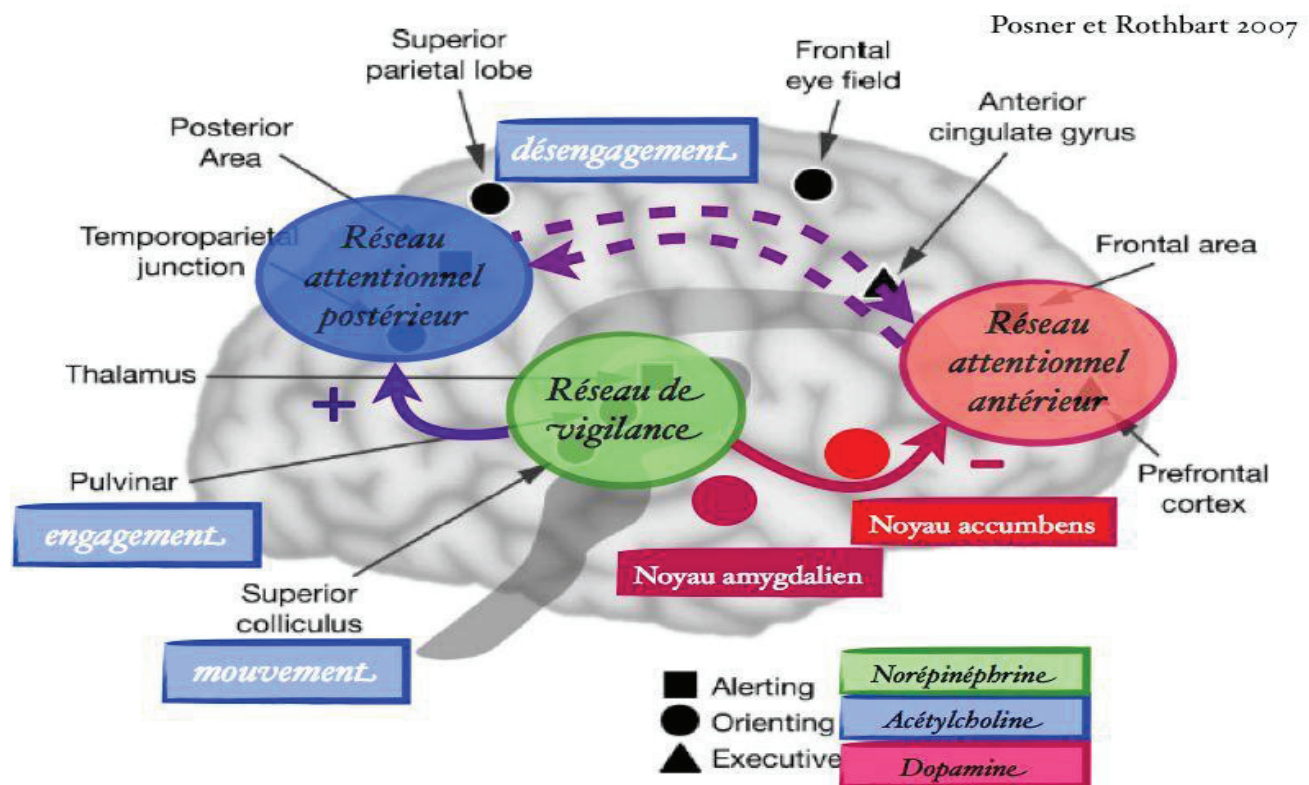 Posner et Rothbart 2007
Superior
parietal lobe
Frontal
eye field
Anterior
cingulate gyrus
Posterior
Area
désengagement
Temporoparietal
junction
Réseau
attentionnel
postérieur
Frontal area
Réseau
attentionnel
antérieur
Thalamus
+
Réseau de
vigilance
-
Pulvinar
engagement
Prefrontal
cortex
Noyau accumbens
Noyau amygdalien
Superior
colliculus
mouvement
Alerting
Orienting
Executive
Norépinéphrine
Acétylcholine
Dopamine